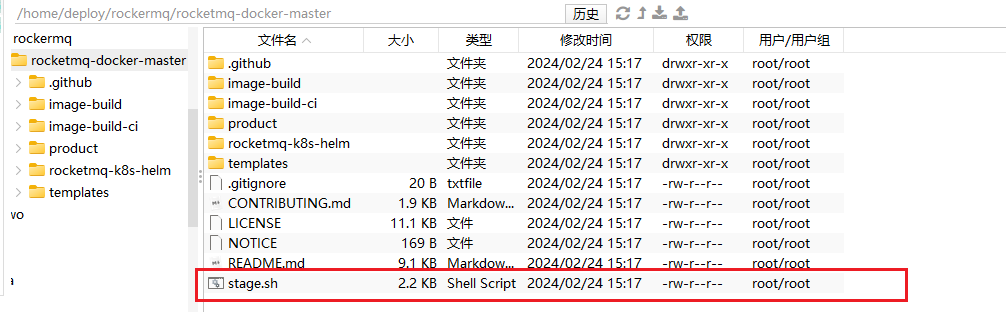 /home/deploy/rockermq/rocketmq-docker-master 历史
rockermq
rocketmq-docker-master
.github
image-build
image-build-ci
product
rocketmq-k8s-helm
templates
wo
a
文件名 大小 类型 修改时间 权限 用户/用户组
.github 文件夹 2024/02/24 15:17 drwxr-xr-x root/root
image-build 文件夹 2024/02/24 15:17 drwxr-xr-x root/root
image-build-ci 文件夹 2024/02/24 15:17 drwxr-xr-x root/root
product 文件夹 2024/02/24 15:17 drwxr-xr-x root/root
rocketmq-k8s-helm 文件夹 2024/02/24 15:17 drwxr-xr-x root/root
templates 文件夹 2024/02/24 15:17 drwxr-xr-x root/root
.gitignore 20 B txtfile 2024/02/24 15:17 -rw-r--r-- root/root
CONTRIBUTING.md 1.9 KB Markdow... 2024/02/24 15:17 -rw-r--r-- root/root
LICENSE 11.1 KB 文件 2024/02/24 15:17 -rw-r--r-- root/root
NOTICE 169 B 文件 2024/02/24 15:17 -rw-r--r-- root/root
README.md 9.1 KB Markdow... 2024/02/24 15:17 -rw-r--r-- root/root
stage.sh 2.2 KB Shell Script 2024/02/24 15:17 -rw-r--r-- root/root